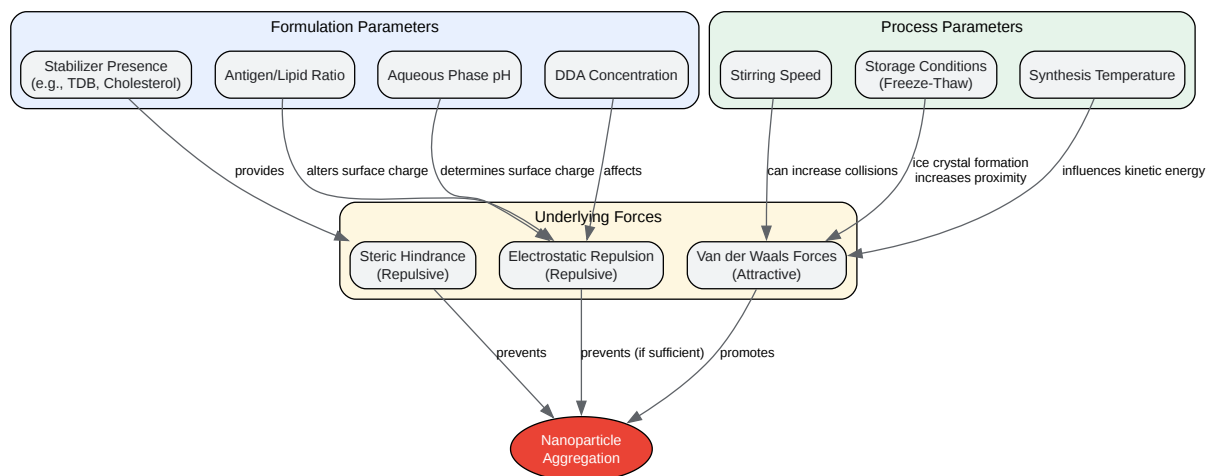 Formulation Parameters
Process Parameters
Stabilizer Presence
(e.g., TDB, Cholesterol)
Antigen/Lipid Ratio
Aqueous Phase pH
DDA Concentration
Stirring Speed
Storage Conditions
(Freeze-Thaw)
Synthesis Temperature
provides
alters surface charge
determines surface charge
affects
can increase collisions
ice crystal formation
increases proximity
influences kinetic energy
Underlying Forces
Steric Hindrance
(Repulsive)
Electrostatic Repulsion
(Repulsive)
Van der Waals Forces
(Attractive)
prevents
prevents (if sufficient)
promotes
Nanoparticle
Aggregation